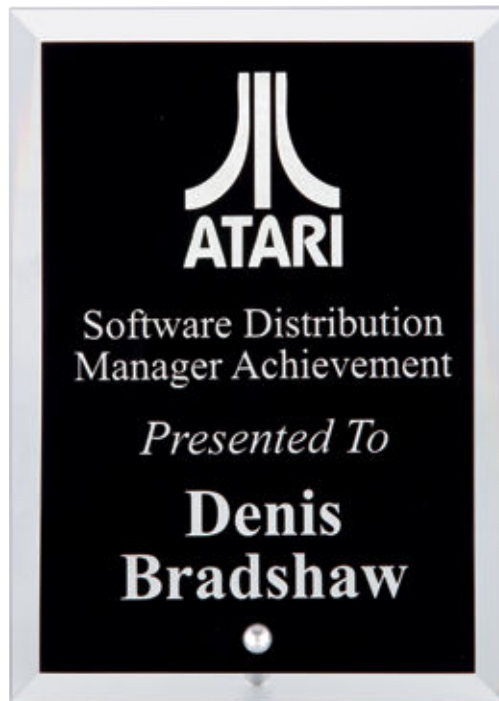 ATARI
Software Distribution
Manager Achievement
Presented To
Denis
Bradshaw